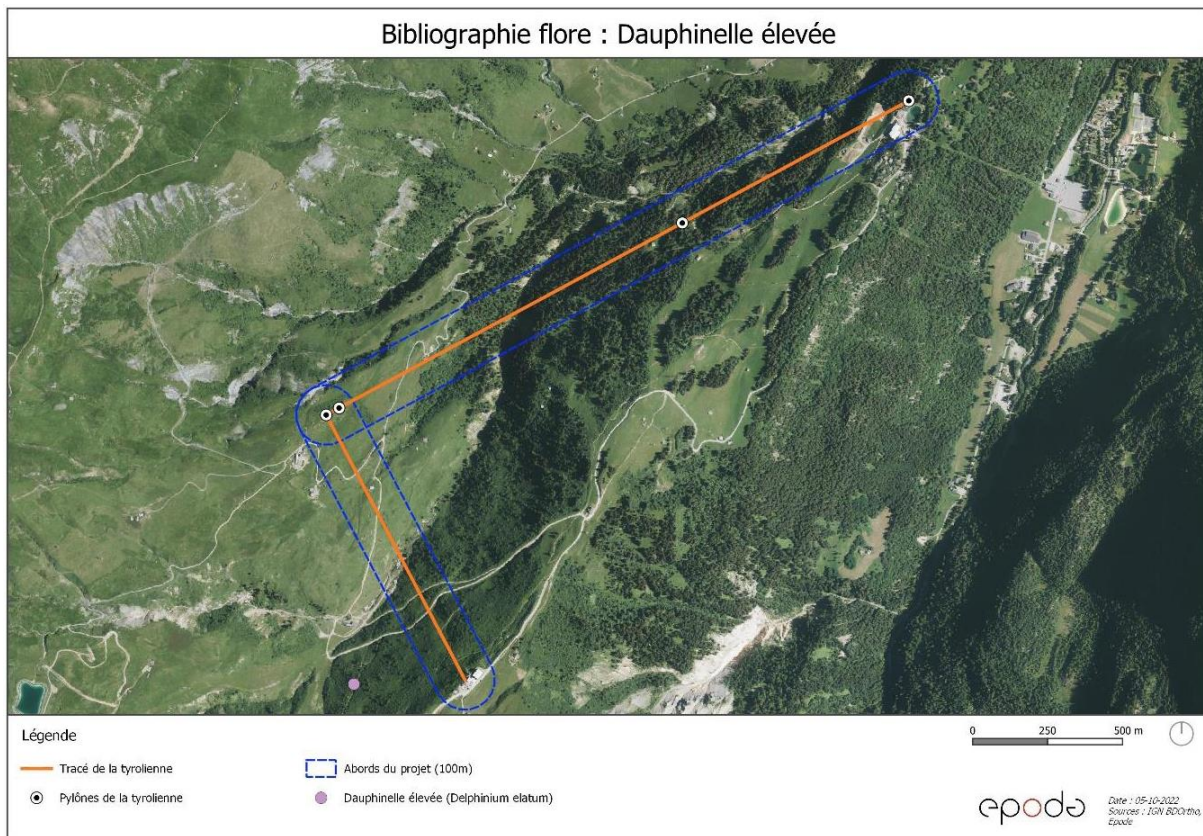 Bibliographie flore : Dauphinelle élevée
Légende
Tracé de la tyrolienne
Pylônes de la tyrolienne
Abords du projet (100m)
Dauphinelle élevée (Delphinium elatum)
0 250 500 m
epode
Date : 05-10-2022
Sources : IGN BDOrtho,
Epode